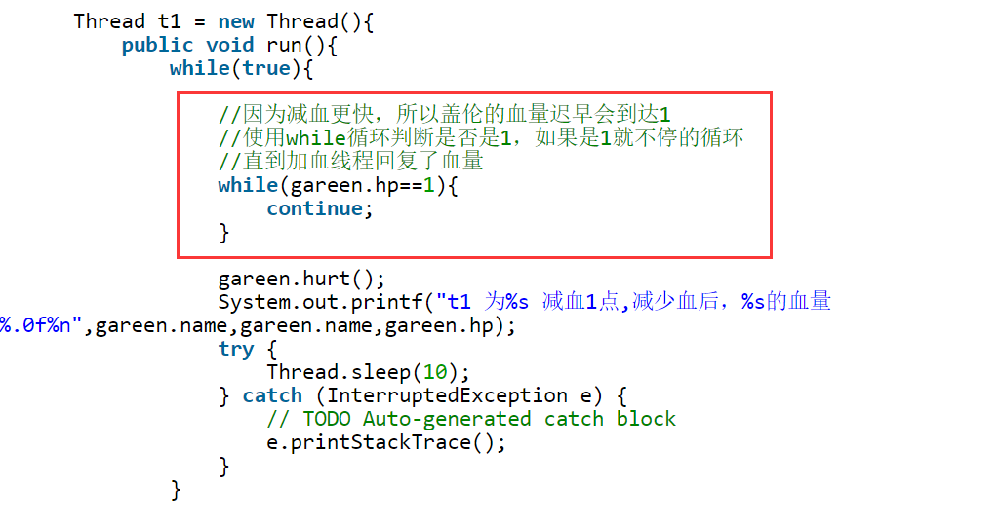 Thread t1 = new Thread(){
public void run(){
while(true){
//因为减血更快，所以盖伦的血量迟早会到达1
//使用while循环判断是否是1，如果是1就不停的循环
//直到加血线程回复了血量
while(gareen.hp==1){
continue;
}
gareen.hurt();
System.out.printf("t1 为%s 减血1点,减少血后，%s的血量
%.0f%n",gareen.name,gareen.name,gareen.hp);
try {
Thread.sleep(10);
} catch (InterruptedException e) {
// TODO Auto-generated catch block
e.printStackTrace();
}
}